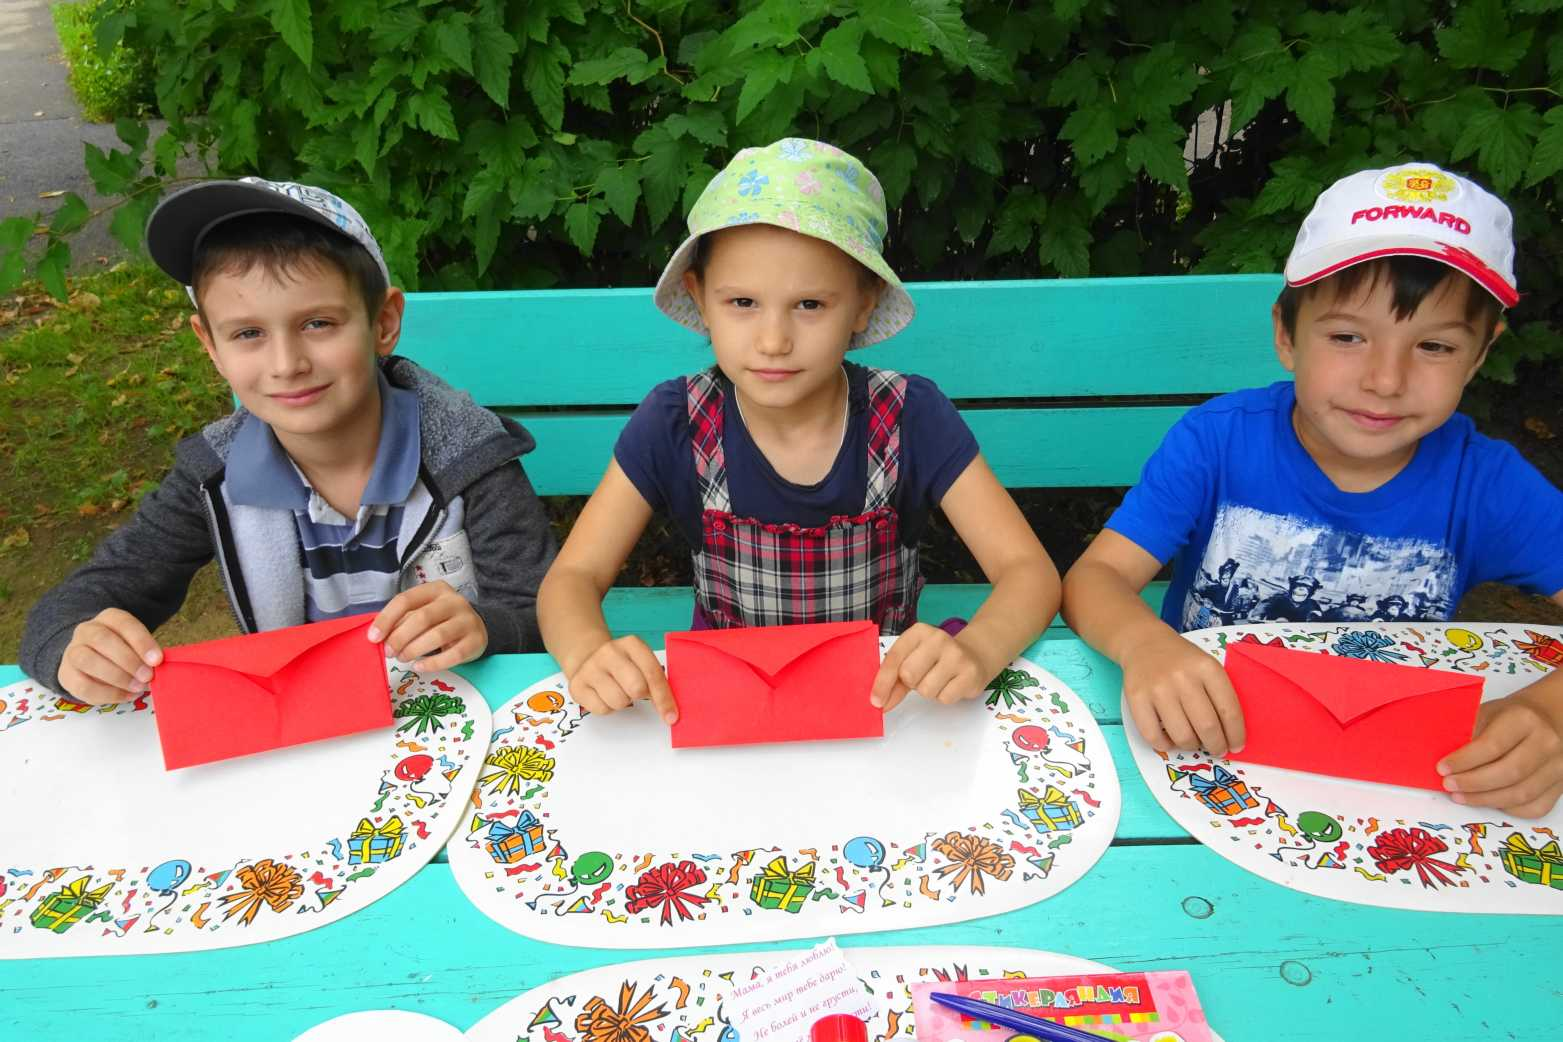 FORWARD
Мама, я тебя люблю!
Я весь мир тебе дарю!
Не болей и не грусти,
СТИКЕРЛЯНДИЯ